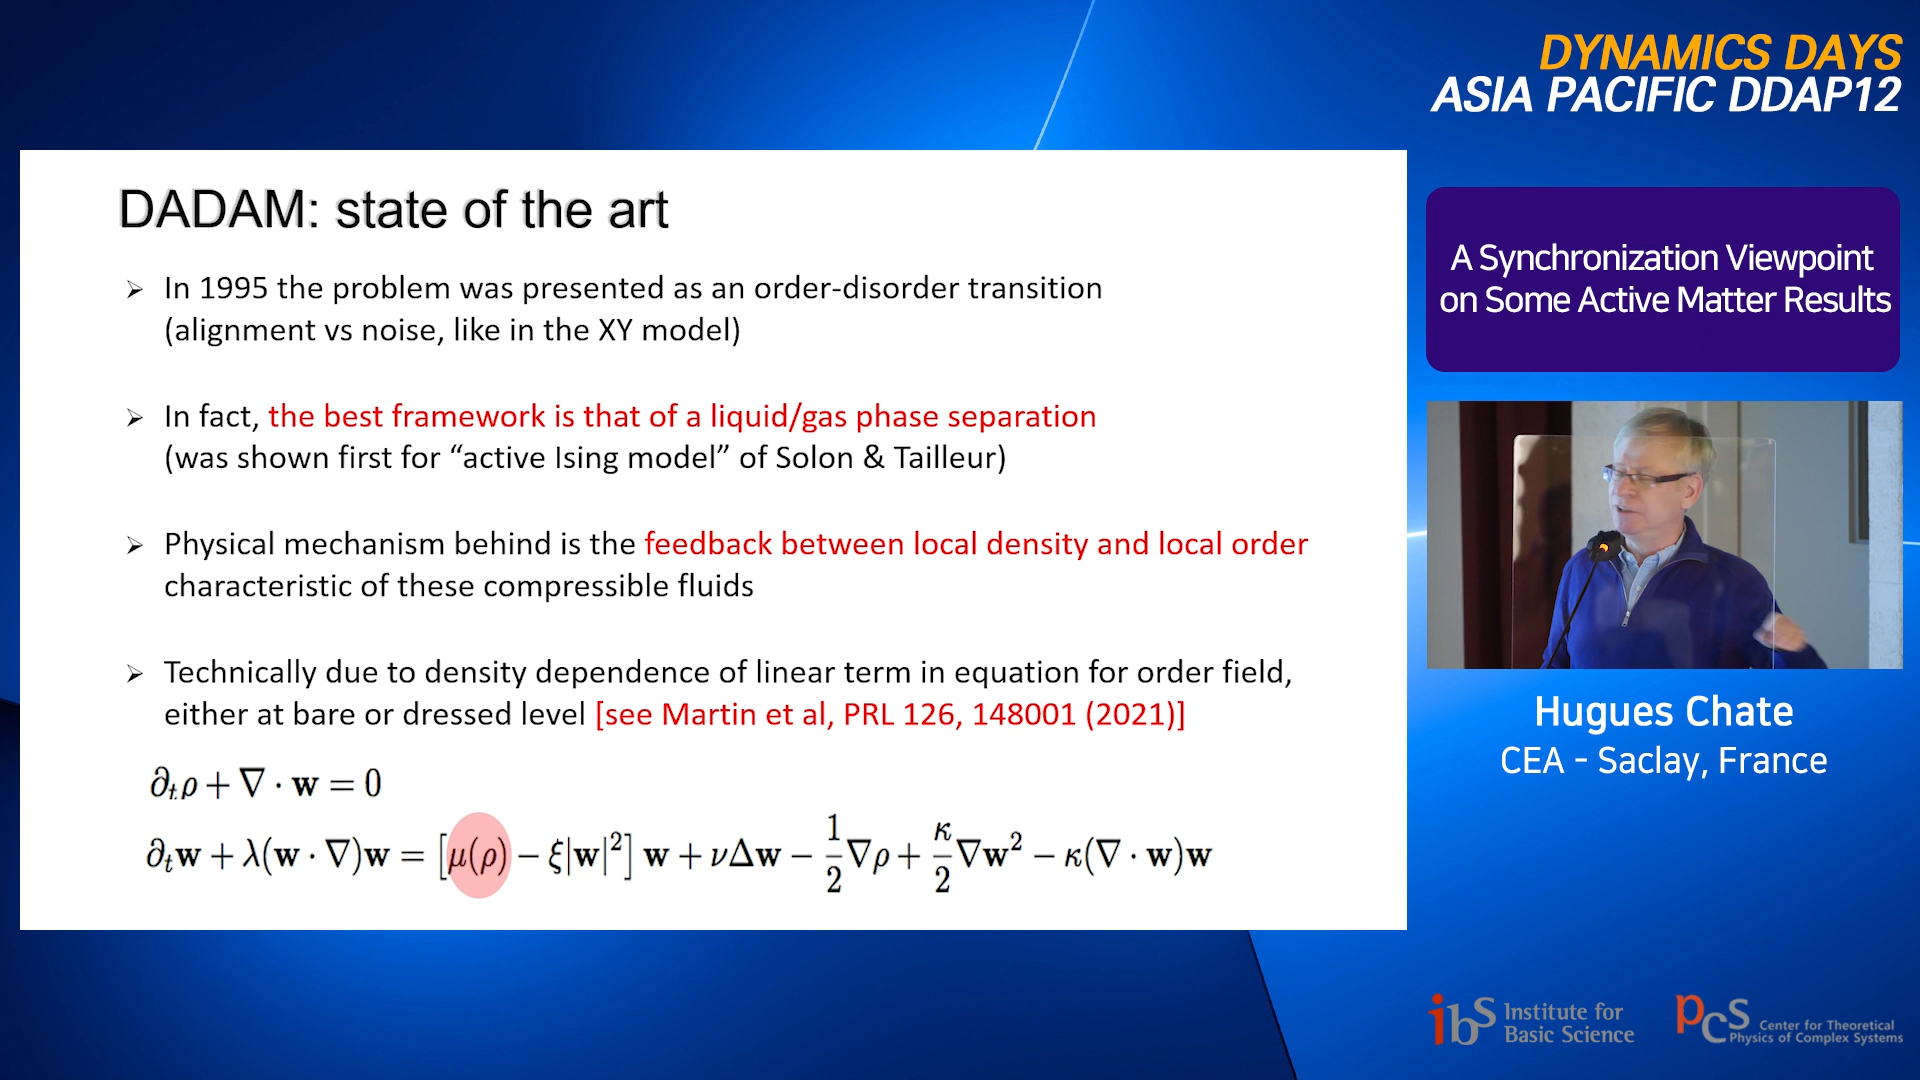 DYNAMICS DAYS
ASIA PACIFIC DDAP12
DADAM: state of the art
➢ In 1995 the problem was presented as an order-disorder transition
(alignment vs noise, like in the XY model)
➢ In fact, the best framework is that of a liquid/gas phase separation
(was shown first for “active Ising model” of Solon & Tailleur)
➢ Physical mechanism behind is the feedback between local density and local order
characteristic of these compressible fluids
➢ Technically due to density dependence of linear term in equation for order field,
either at bare or dressed level [see Martin et al, PRL 126, 148001 (2021)]
∂ₜρ + ∇ · w = 0
∂ₜw + λ(w · ∇)w = [μ(ρ) − ξ|w|²] w + νΔw − 1/2 ∇ρ + κ/2 ∇w² − κ(∇ · w)w
A Synchronization Viewpoint
on Some Active Matter Results
Hugues Chate
CEA - Saclay, France
ibS Institute for
Basic Science
PCS Center for Theoretical
Physics of Complex Systems